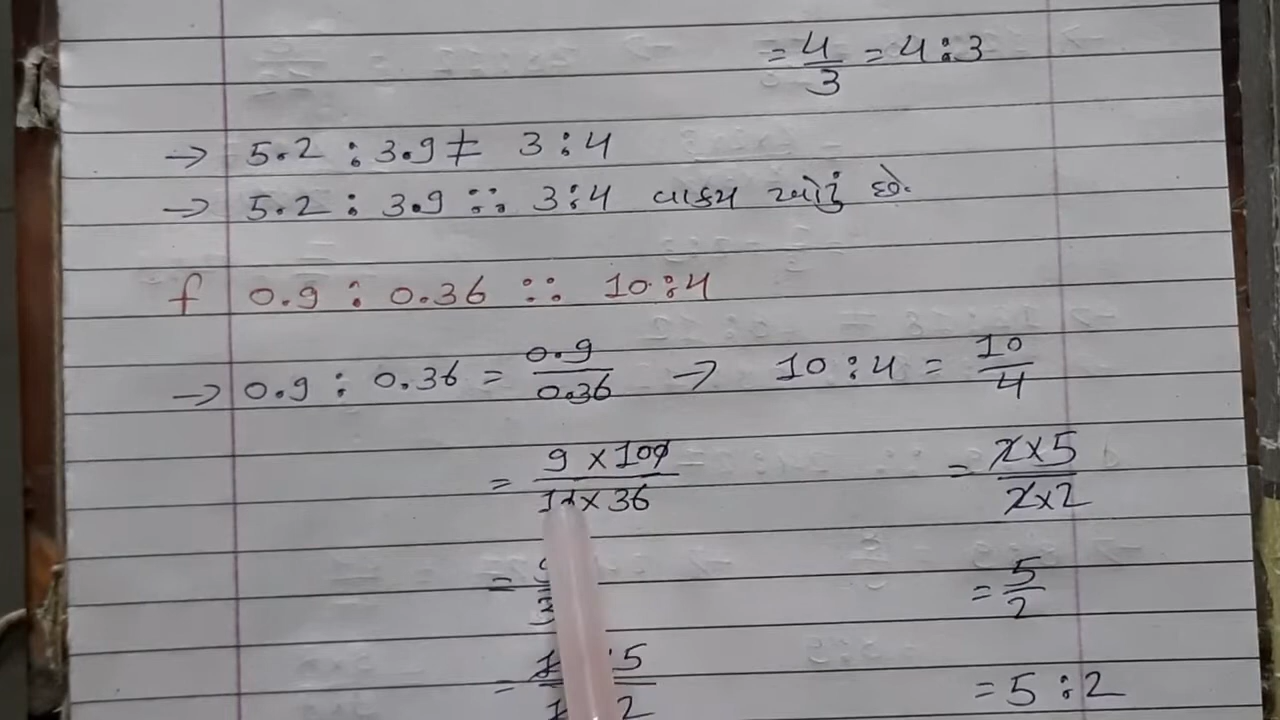 = 4/3 = 4:3
→ 5.2 : 3.9 ≠ 3:4
→ 5.2 : 3.9 :: 3:4 વાક્ય ખોટું છે.
f 0.9 : 0.36 :: 10:4
→ 0.9 : 0.36 = 0.9/0.36 → 10:4 = 10/4
= 9 × 100/10 × 36 = 2×5/2×2
= = 5/2
= 5/2 = 5:2